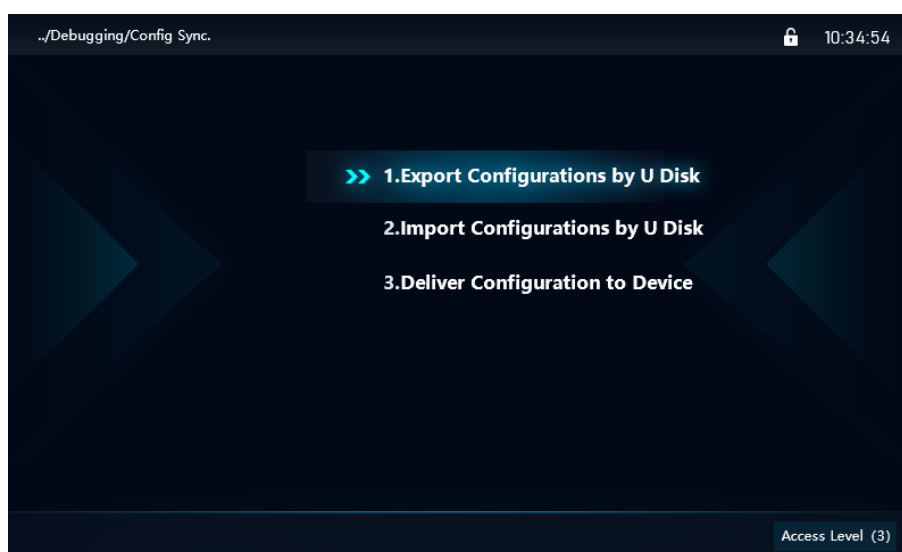 ../Debugging/Config Sync.
10:34:54
1.Export Configurations by U Disk
2.Import Configurations by U Disk
3.Deliver Configuration to Device
Access Level (3)